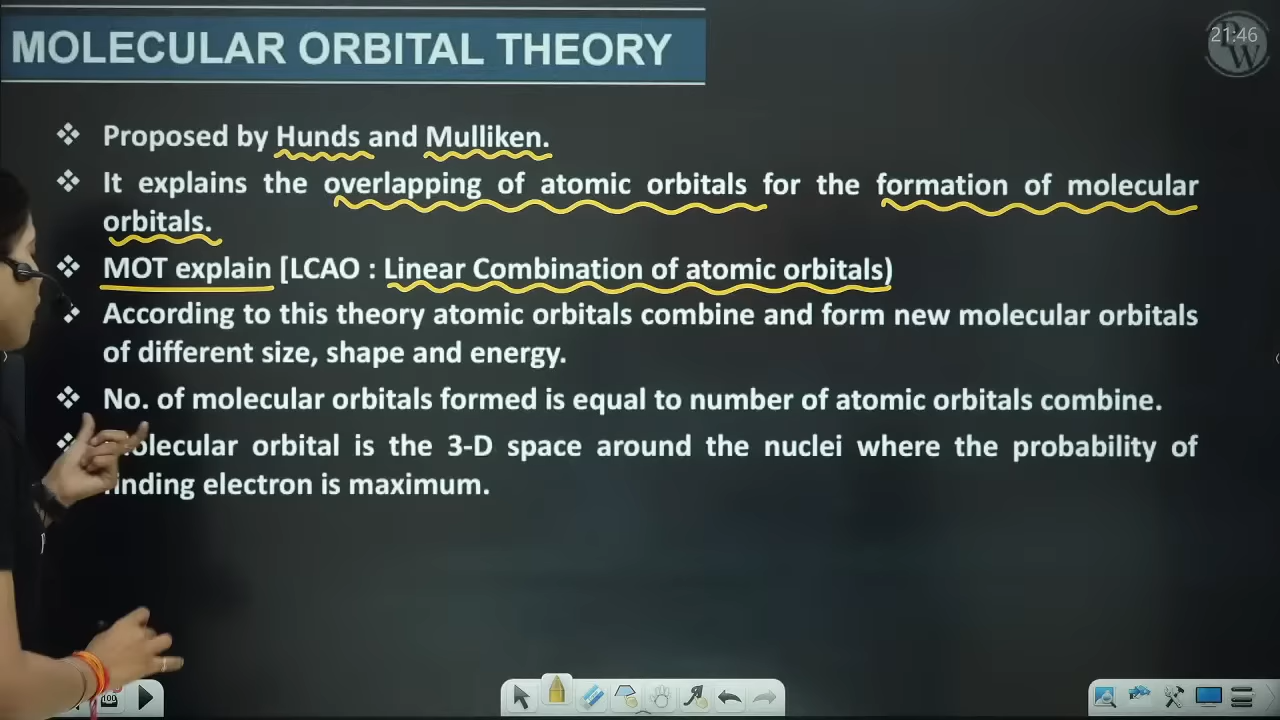 MOLECULAR ORBITAL THEORY
21:46
PW
Proposed by Hunds and Mulliken.
It explains the overlapping of atomic orbitals for the formation of molecular
orbitals.
MOT explain [LCAO : Linear Combination of atomic orbitals)
According to this theory atomic orbitals combine and form new molecular orbitals
of different size, shape and energy.
No. of molecular orbitals formed is equal to number of atomic orbitals combine.
Molecular orbital is the 3-D space around the nuclei where the probability of
finding electron is maximum.
100